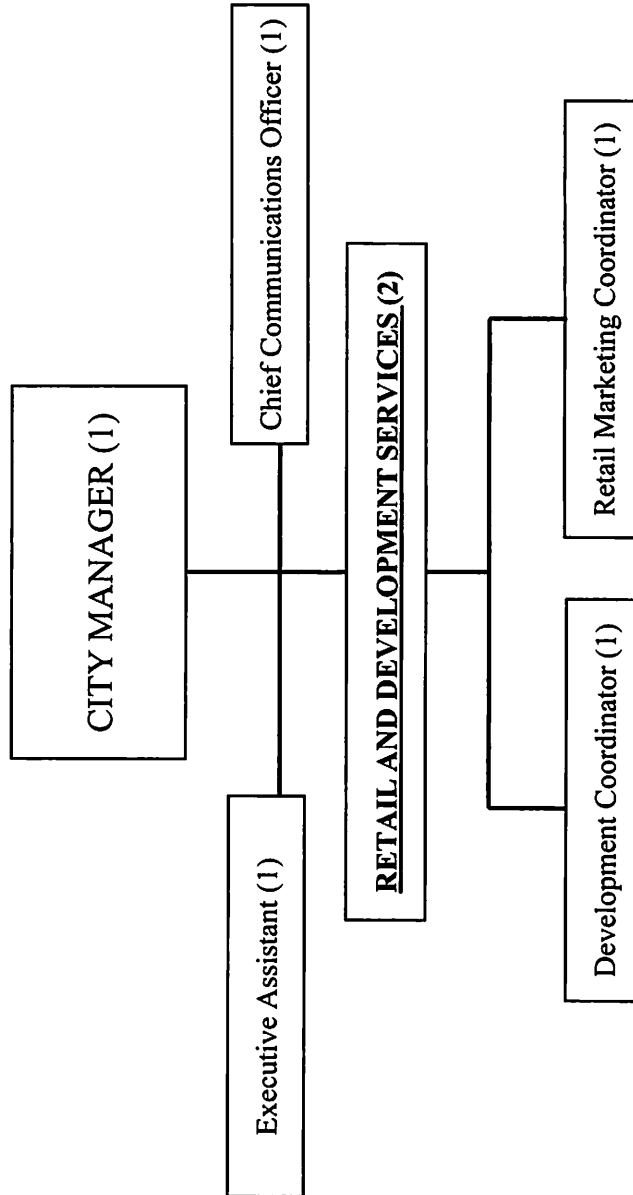 CITY MANAGER (1)
Executive Assistant (1)
Chief Communications Officer (1)
RETAIL AND DEVELOPMENT SERVICES (2)
Development Coordinator (1)
Retail Marketing Coordinator (1)